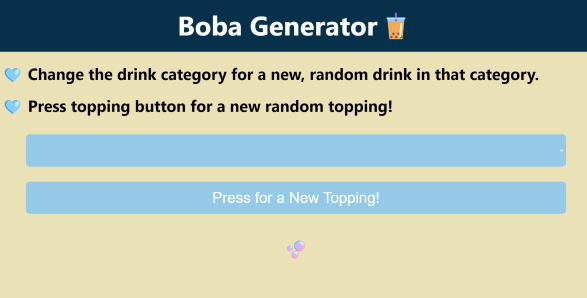 Boba Generator 🧋
🩵 Change the drink category for a new, random drink in that category.
🩵 Press topping button for a new random topping!
Press for a New Topping!
🫧